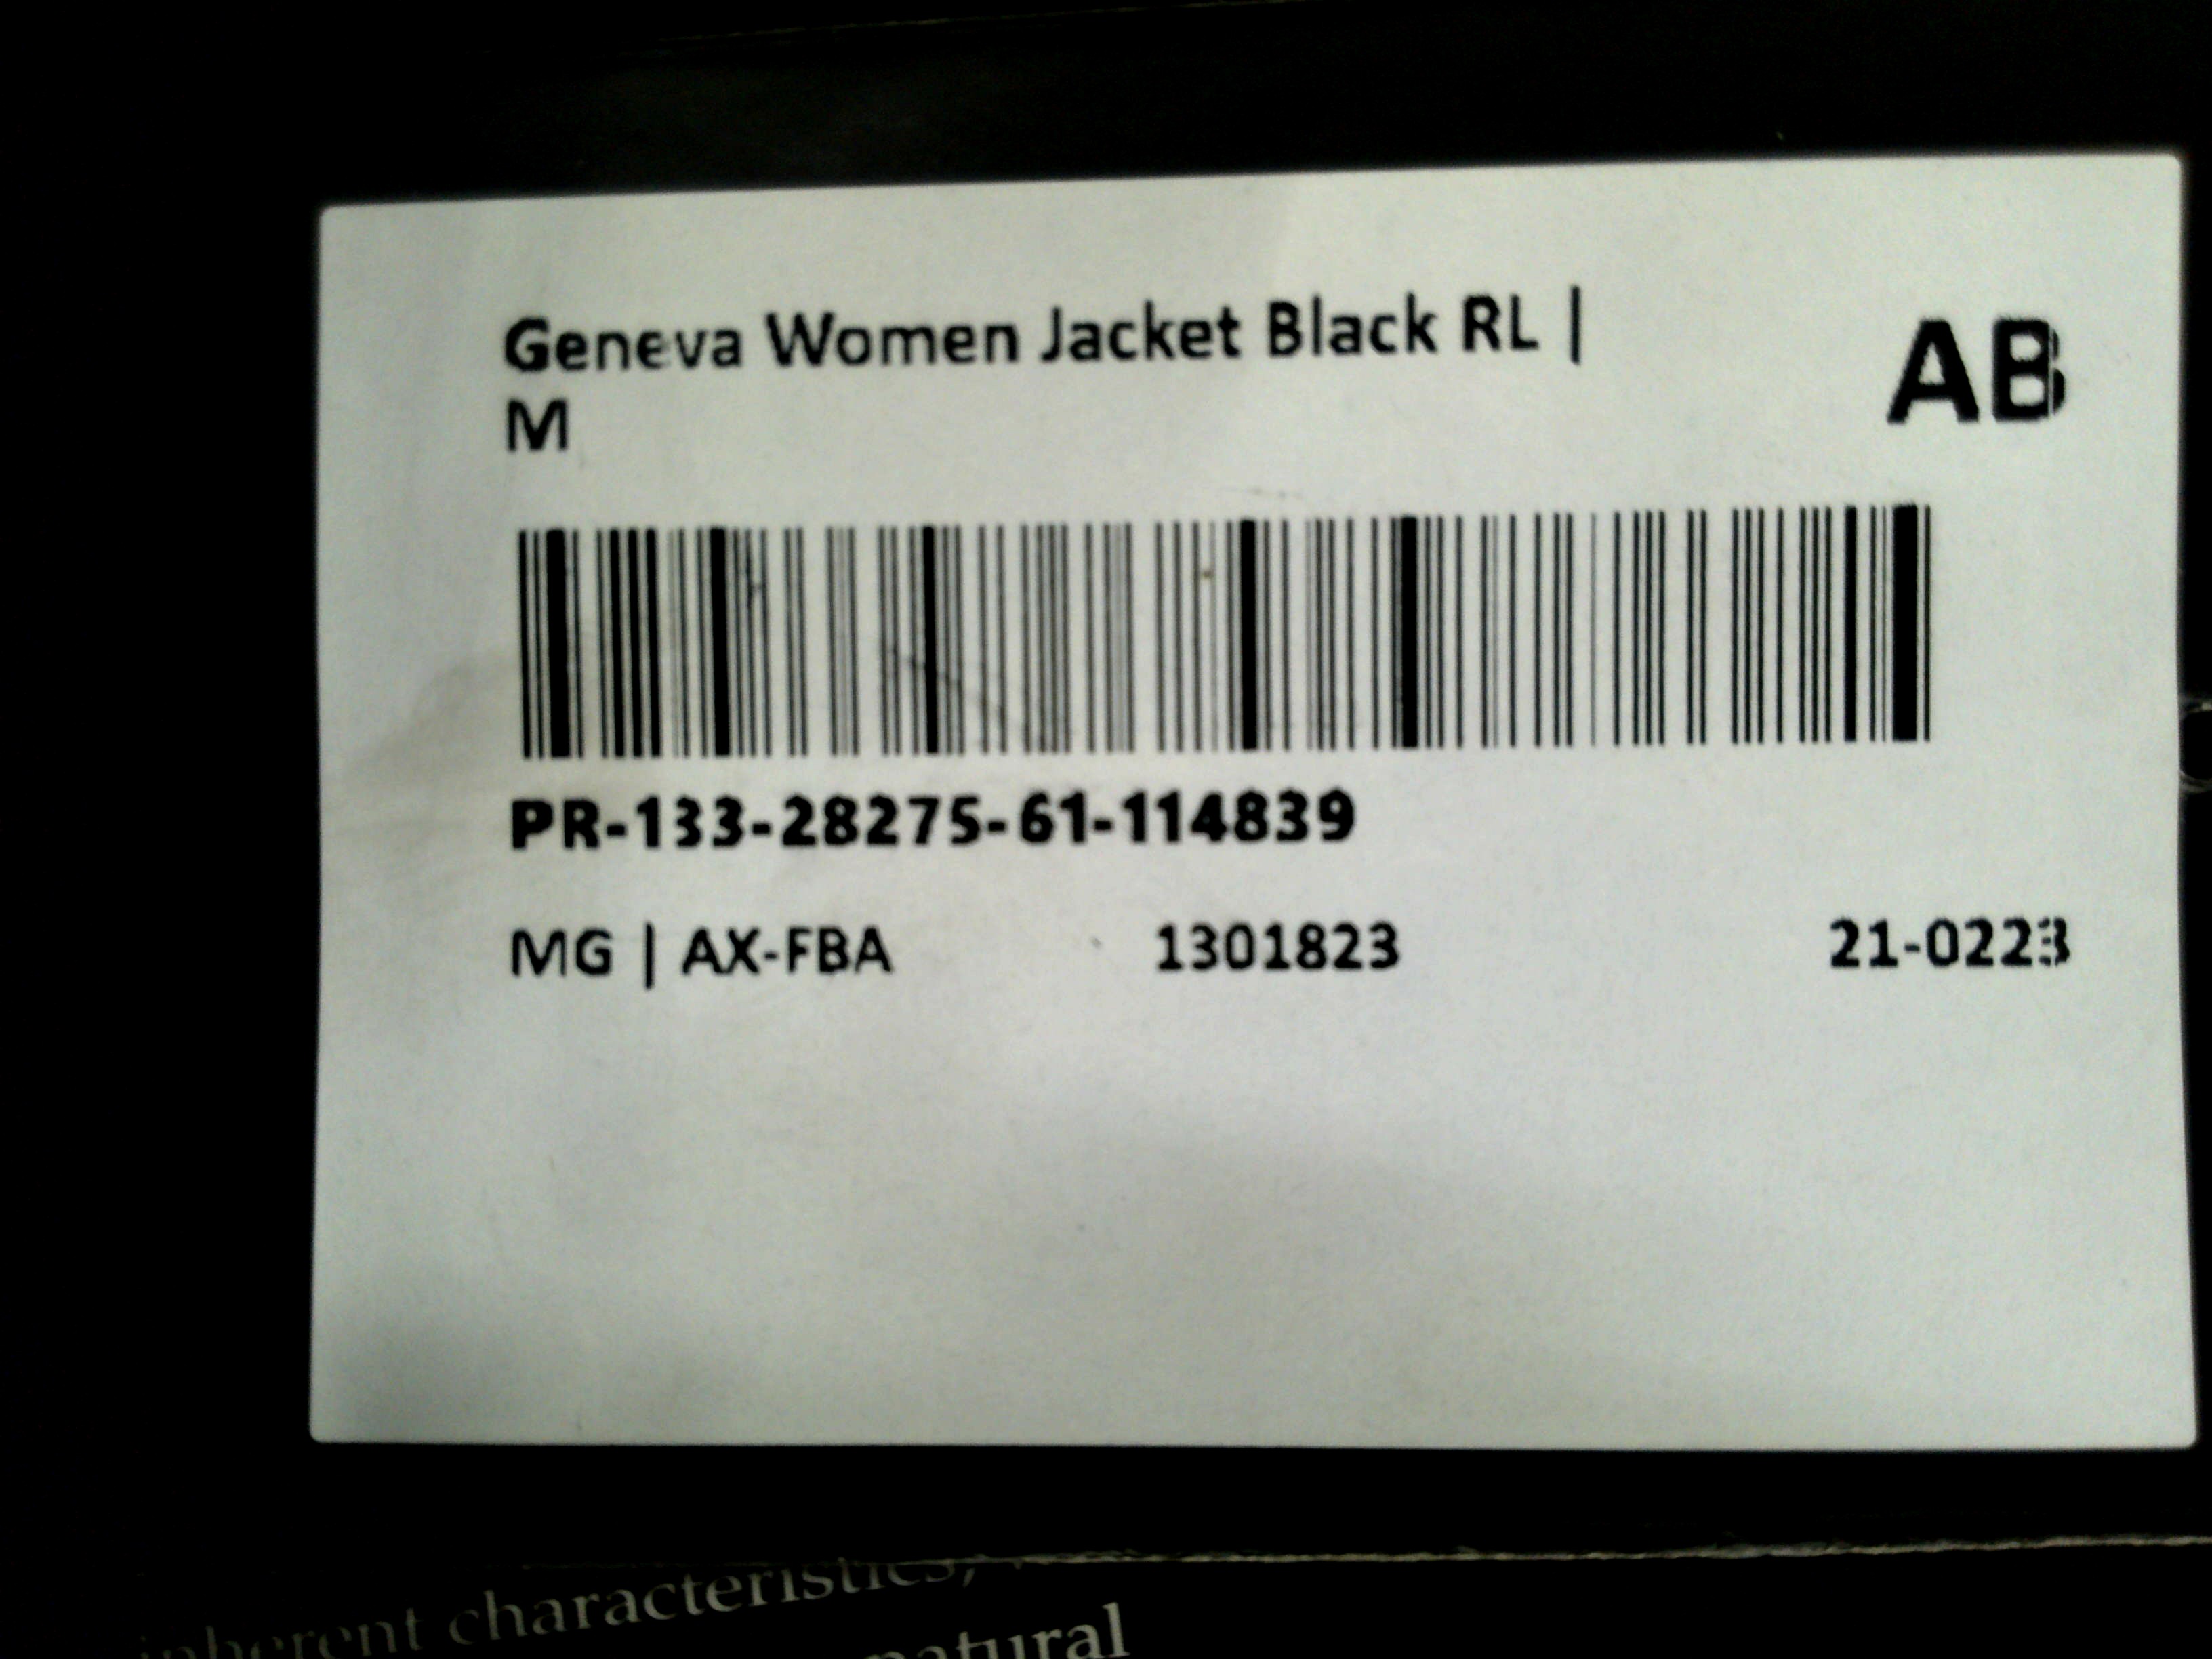 Geneva Women Jacket Black RL |
M
AB
PR-133-28275-61-114839
MG | AX-FBA 1301823 21-0223
inherent characteristics,
natural